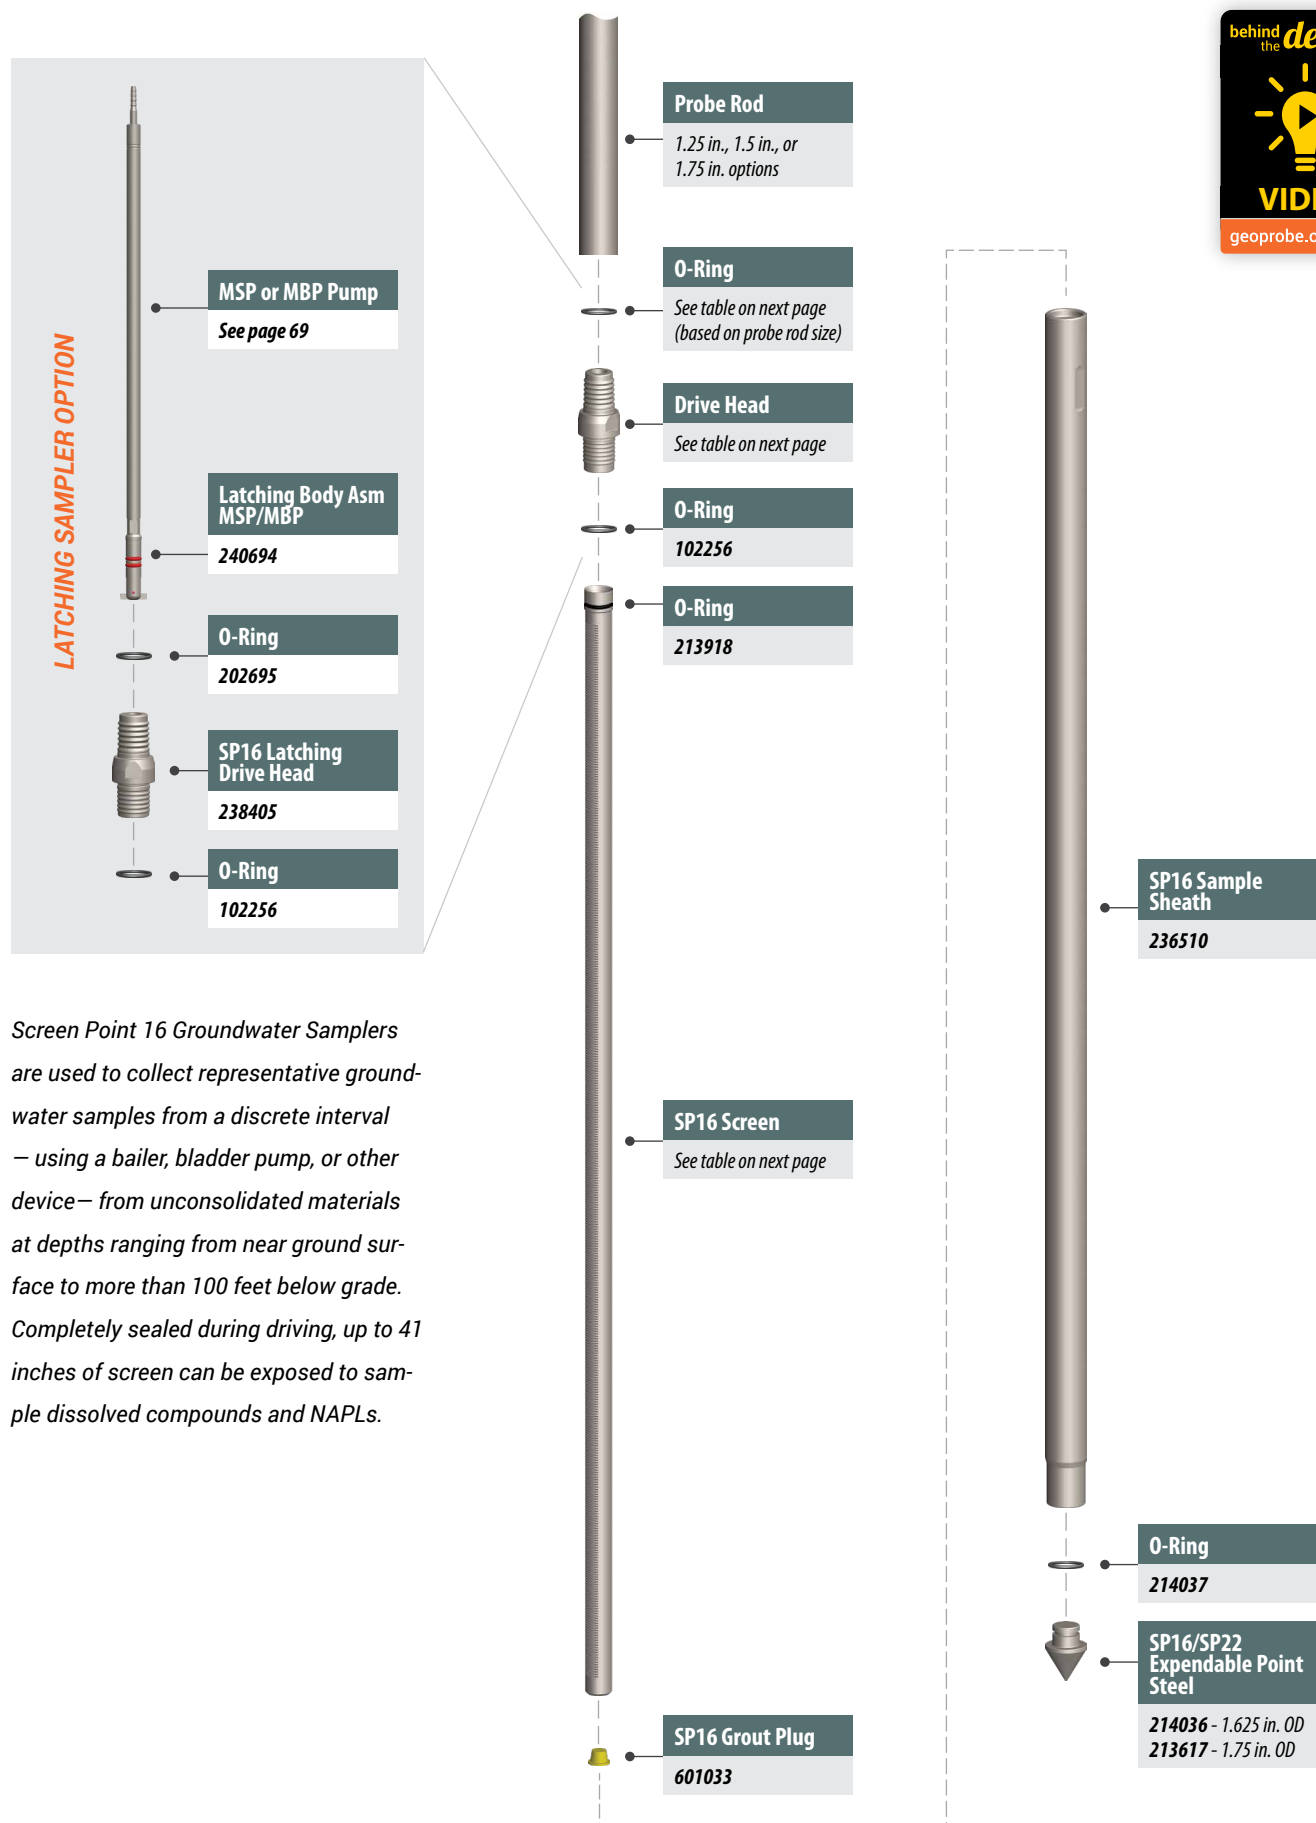 LATCHING SAMPLER OPTION
MSP or MBP Pump
See page 69
Latching Body Asm
MSP/MBP
240694
O-Ring
202695
SP16 Latching
Drive Head
238405
O-Ring
102256
Screen Point 16 Groundwater Samplers
are used to collect representative ground-
water samples from a discrete interval
— using a bailer, bladder pump, or other
device— from unconsolidated materials
at depths ranging from near ground sur-
face to more than 100 feet below grade.
Completely sealed during driving, up to 41
inches of screen can be exposed to sam-
ple dissolved compounds and NAPLs.
Probe Rod
1.25 in., 1.5 in., or
1.75 in. options
O-Ring
See table on next page
(based on probe rod size)
Drive Head
See table on next page
O-Ring
102256
O-Ring
213918
SP16 Screen
See table on next page
SP16 Grout Plug
601033
behind
the
geoprobe.o
SP16 Sample
Sheath
236510
O-Ring
214037
SP16/SP22
Expendable Point
Steel
214036 - 1.625 in. OD
213617 - 1.75 in. OD